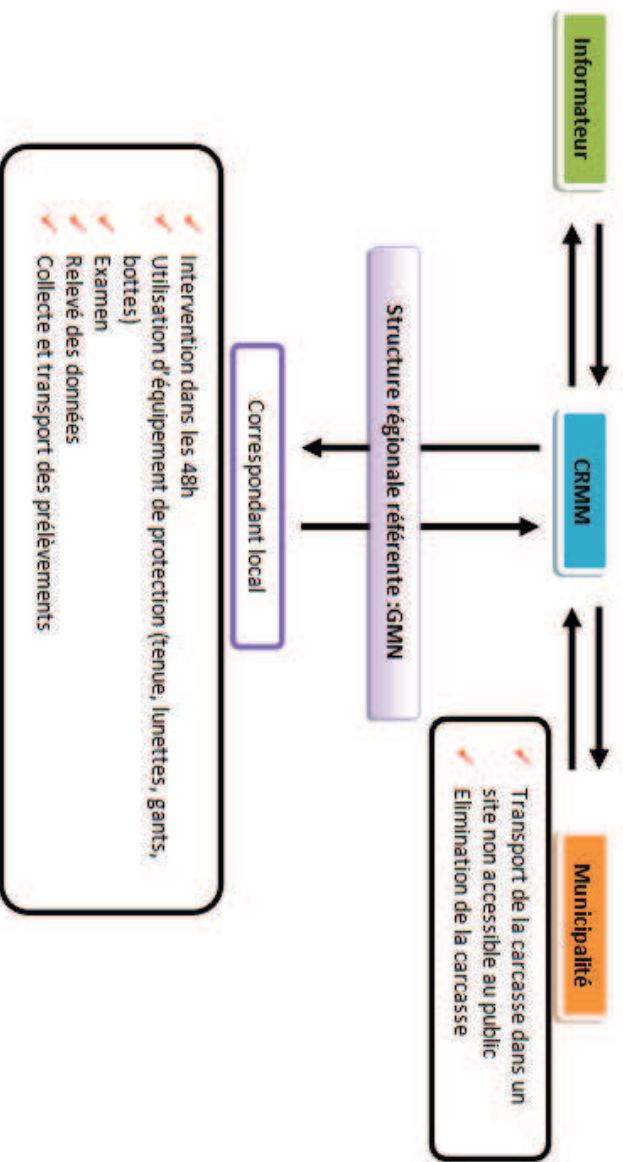 Informateur
CRMM
Municipalité
Transport de la carcasse dans un
site non accessible au public
Elimination de la carcasse
Structure régionale référente :GMN
Correspondant local
Intervention dans les 48h
Utilisation d'équipement de protection (tenue, lunettes, gants,
bottes)
Examen
Relevé des données
Collecte et transport des prélèvements